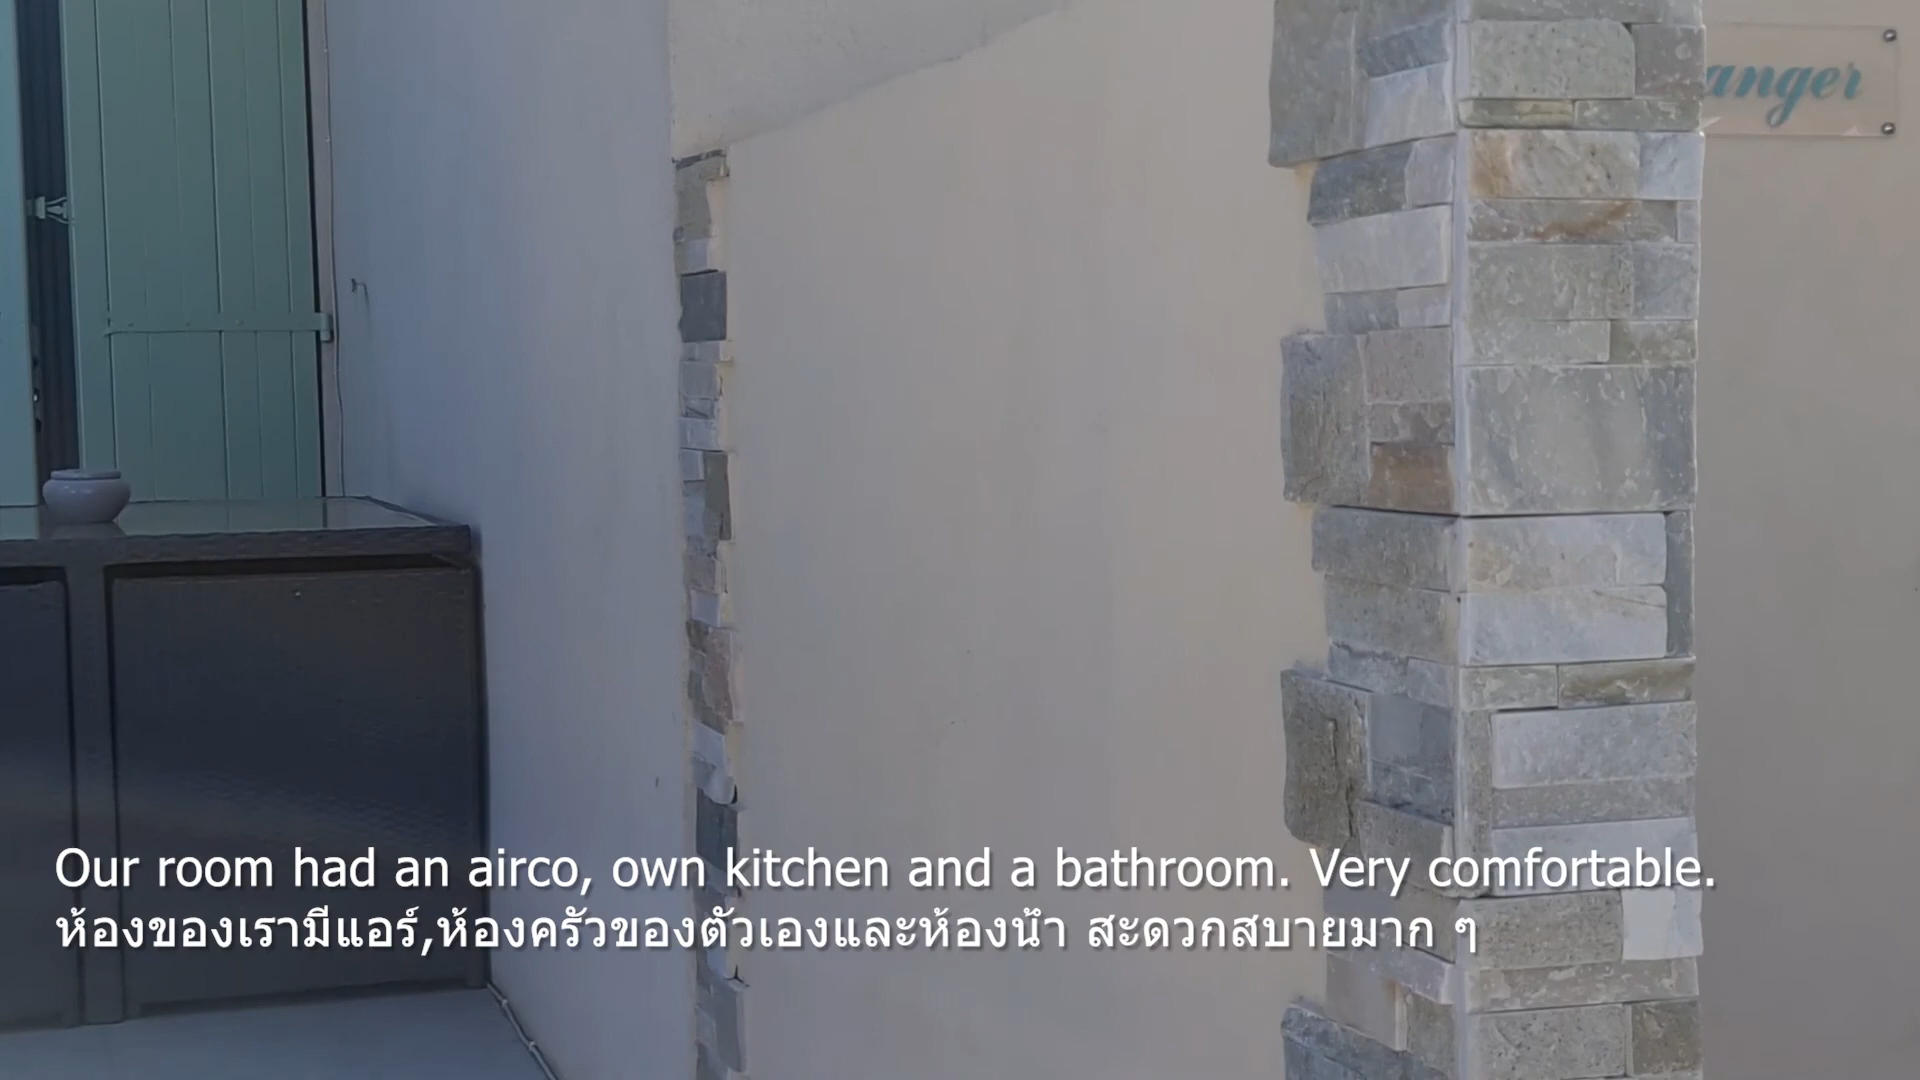 anger
Our room had an airco, own kitchen and a bathroom. Very comfortable.
ห้องของเรามีแอร์,ห้องครัวของตัวเองและห้องน้ำ สะดวกสบายมาก ๆ